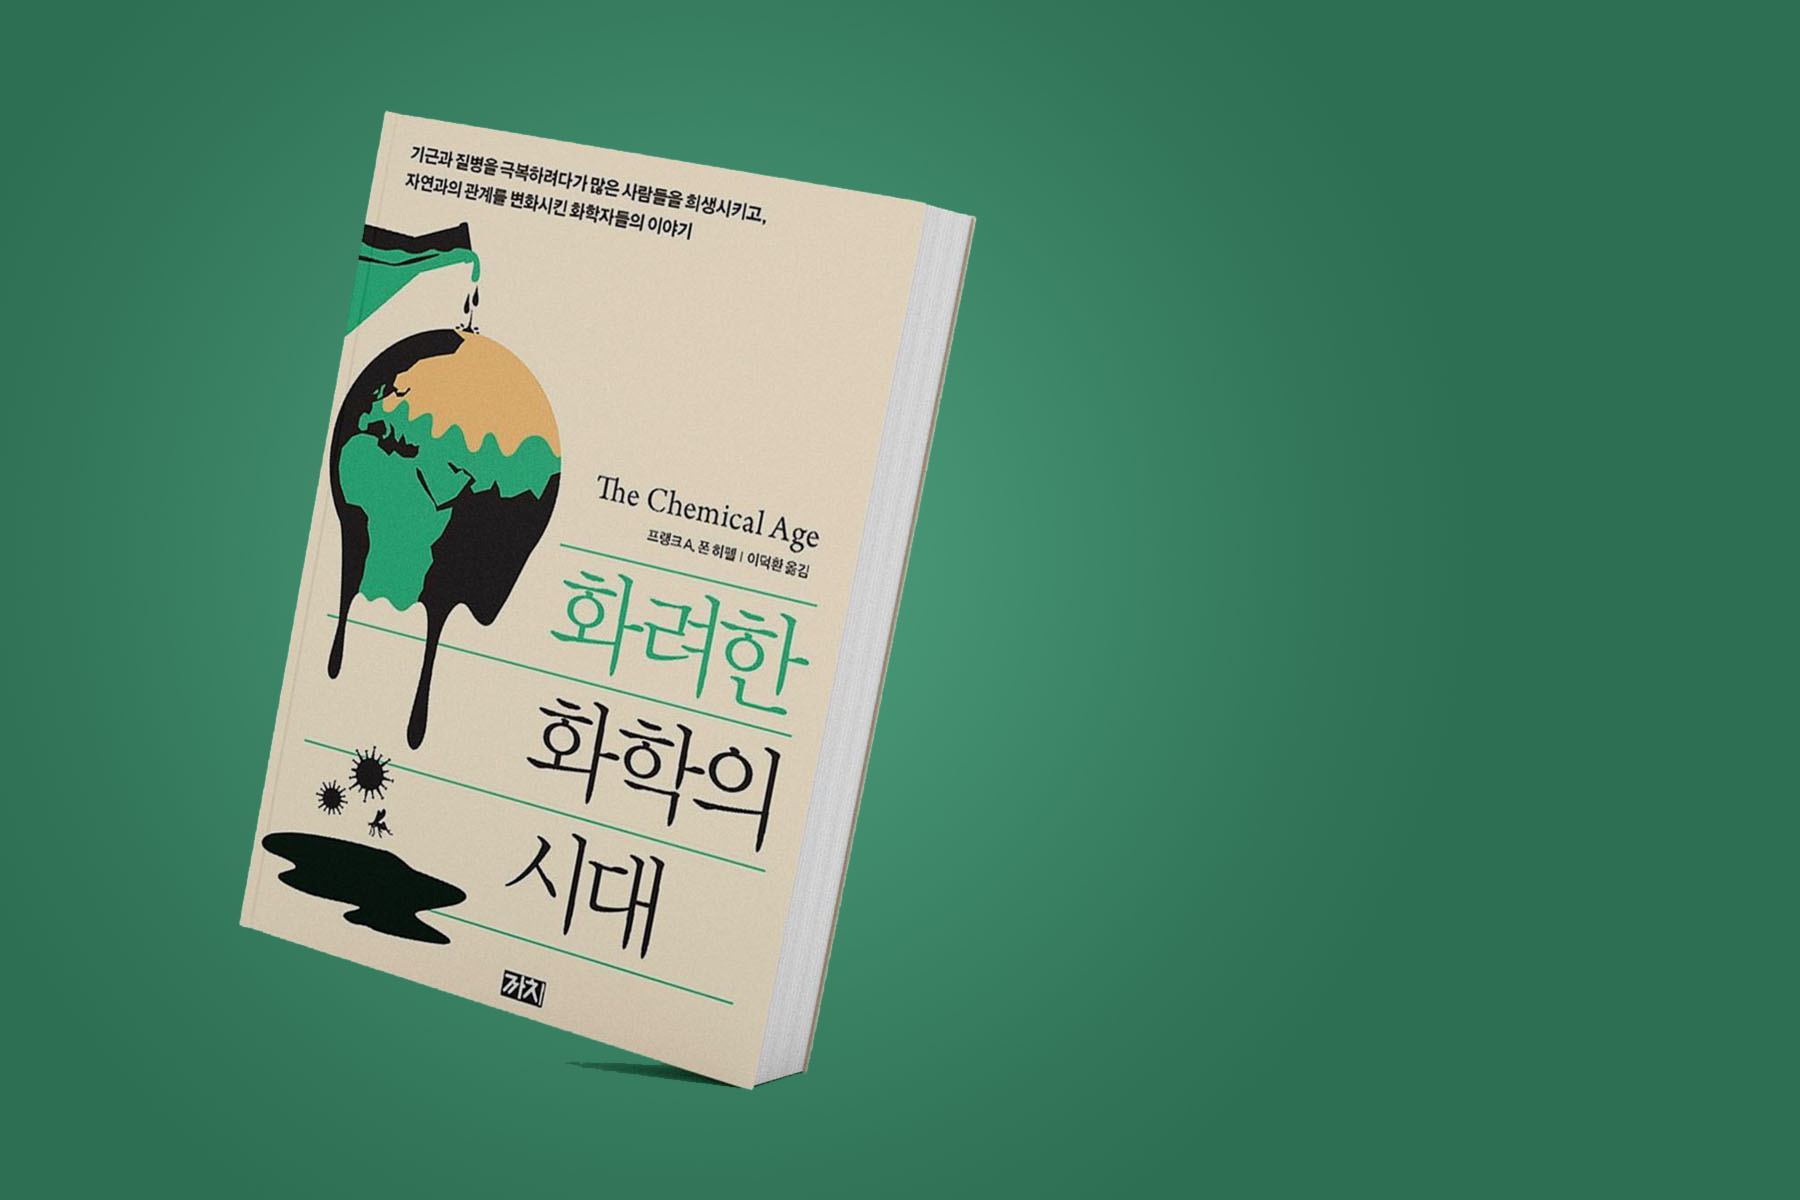 기근과 질병을 극복하려다가 많은 사람들을 희생시키고,
자연과의 관계를 변화시킨 화학자들의 이야기
The Chemical Age
프랭크 A. 폰 히펠 | 이덕환 옮김
화려한
화학의
시대
까치